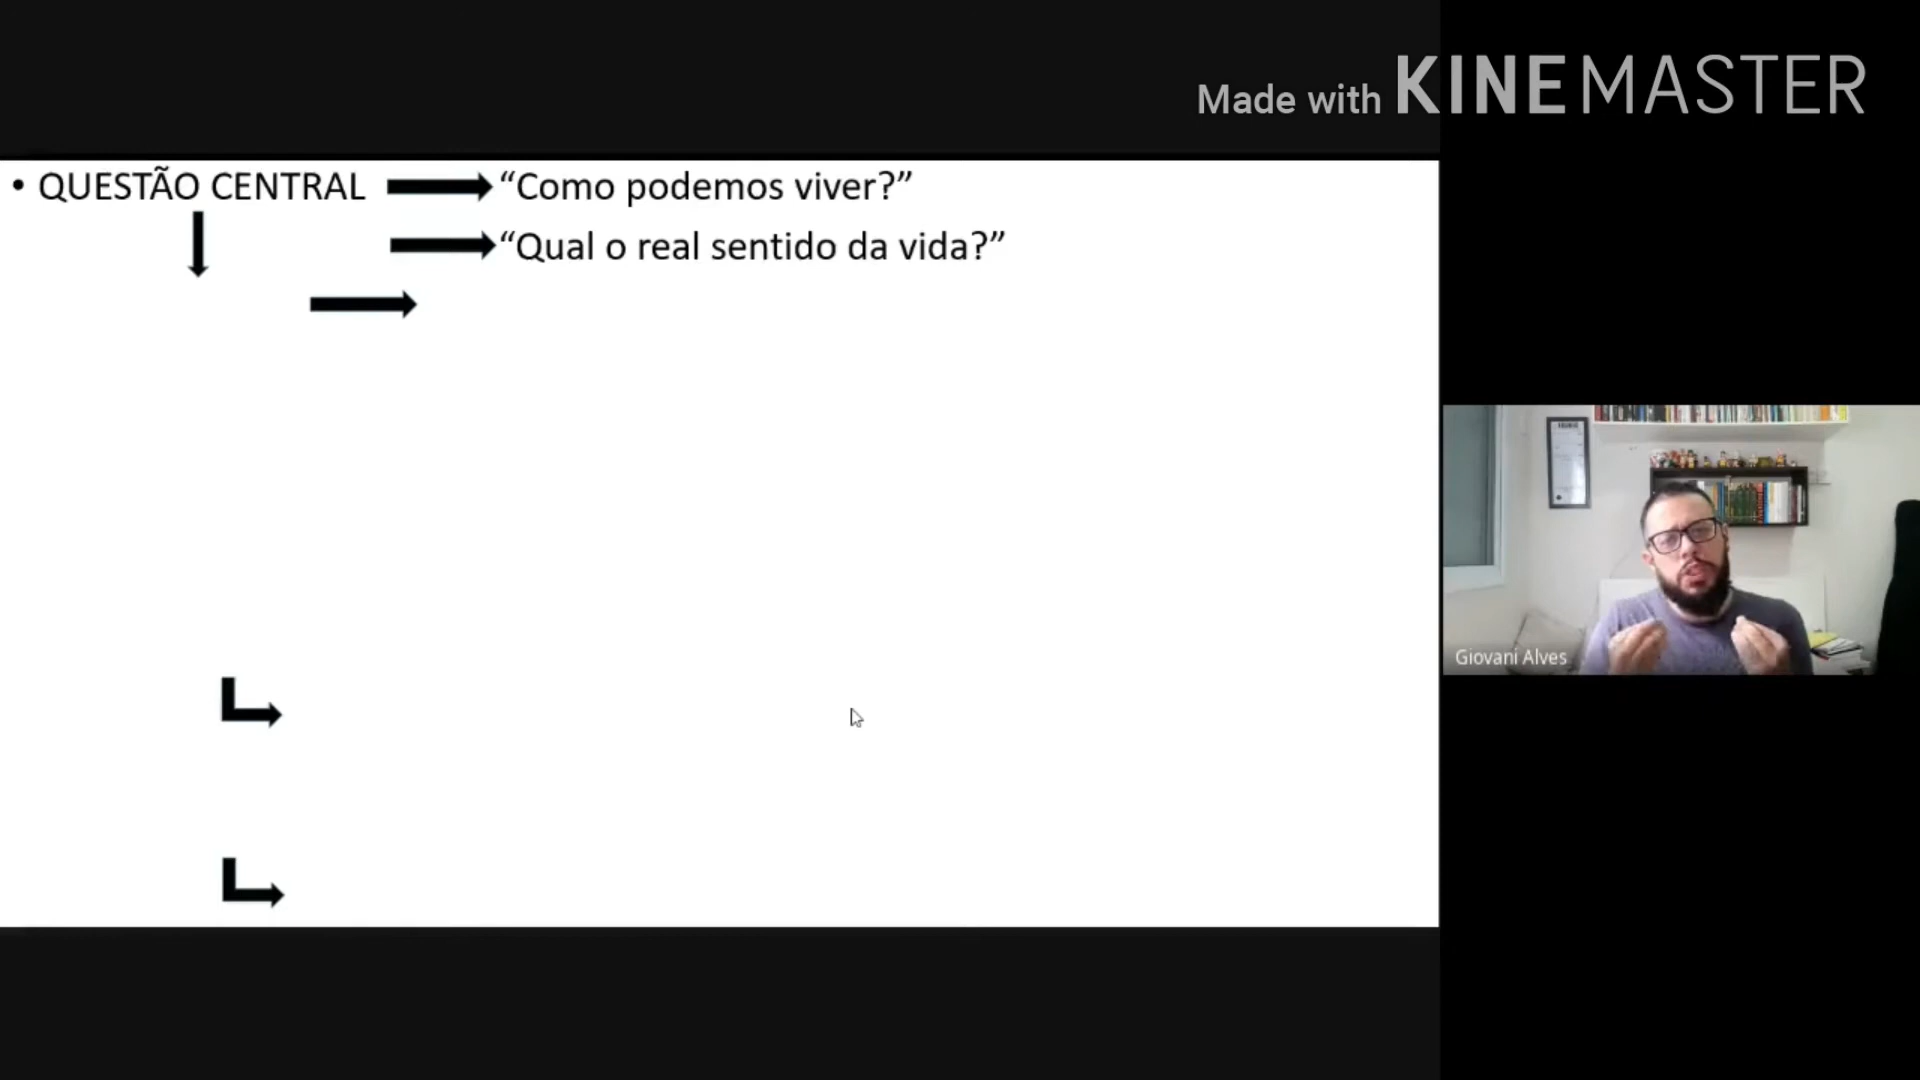 Made with KINEMASTER
• QUESTÃO CENTRAL “Como podemos viver?”
“Qual o real sentido da vida?”
Giovani Alves